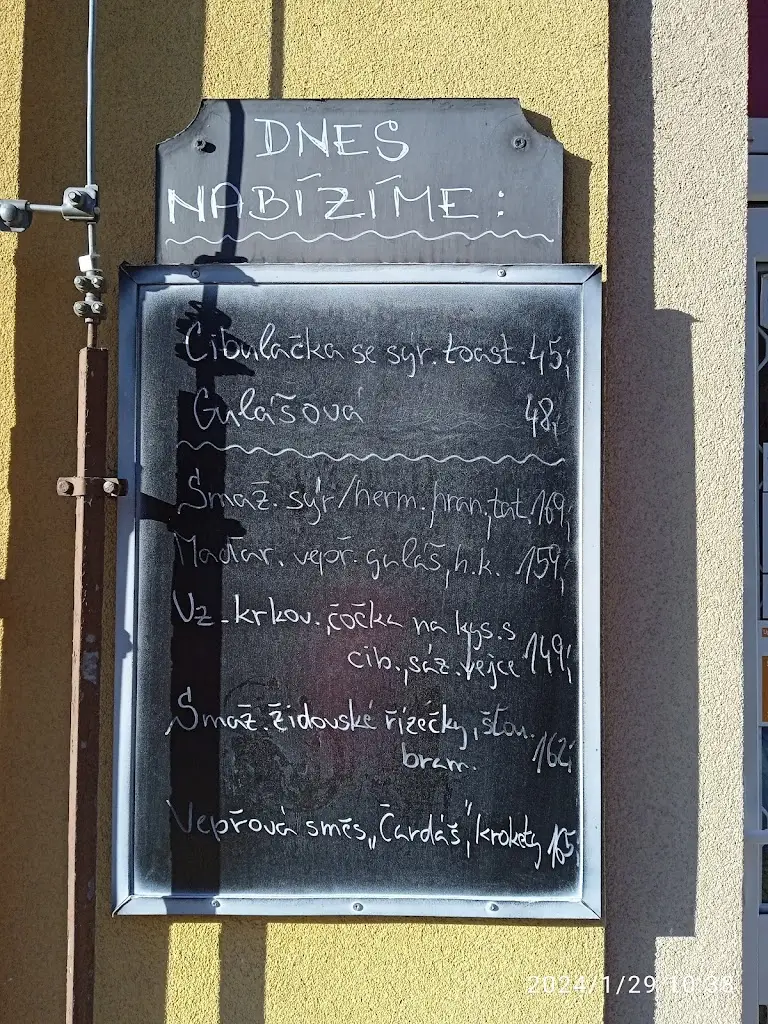 DNES
NABÍZÍME:
Cibulačka se sýr. toast. 45,-
Gulášová 48,-
Smaž. sýr/herm. hran., tat. 169,-
Maďar. vepř. guláš, h.k. 159,-
Uz. krkov., čočka na kys. s
cib., sáz. vejce 149,-
Smaž. židovské řízečky, šťou.
bram. 162,-
Vepřová směs „Čardáš", krokety 165,-
2024/1/29 10:38